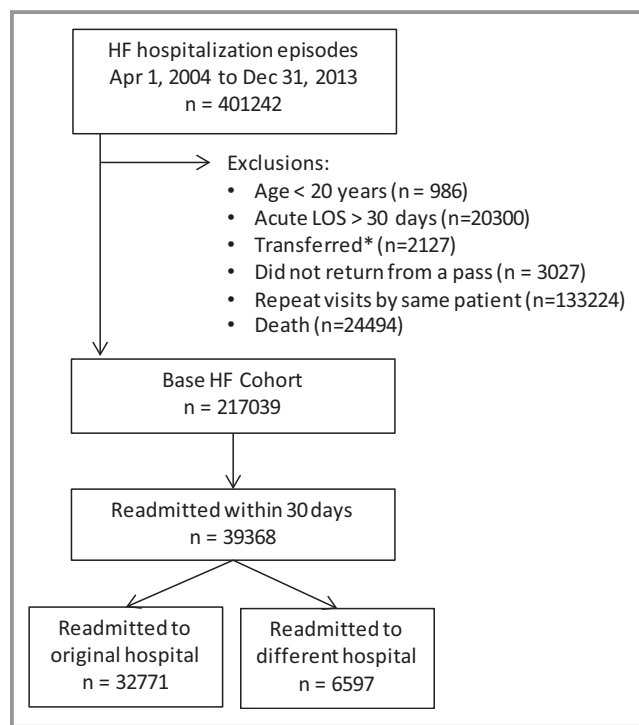 HF hospitalization episodes
Apr 1, 2004 to Dec 31, 2013
n = 401242
Exclusions:
• Age < 20 years (n = 986)
• Acute LOS > 30 days (n=20300)
• Transferred* (n=2127)
• Did not return from a pass (n = 3027)
• Repeat visits by same patient (n=133224)
• Death (n=24494)
Base HF Cohort
n = 217039
Readmitted within 30 days
n = 39368
Readmitted to
original hospital
n = 32771
Readmitted to
different hospital
n = 6597